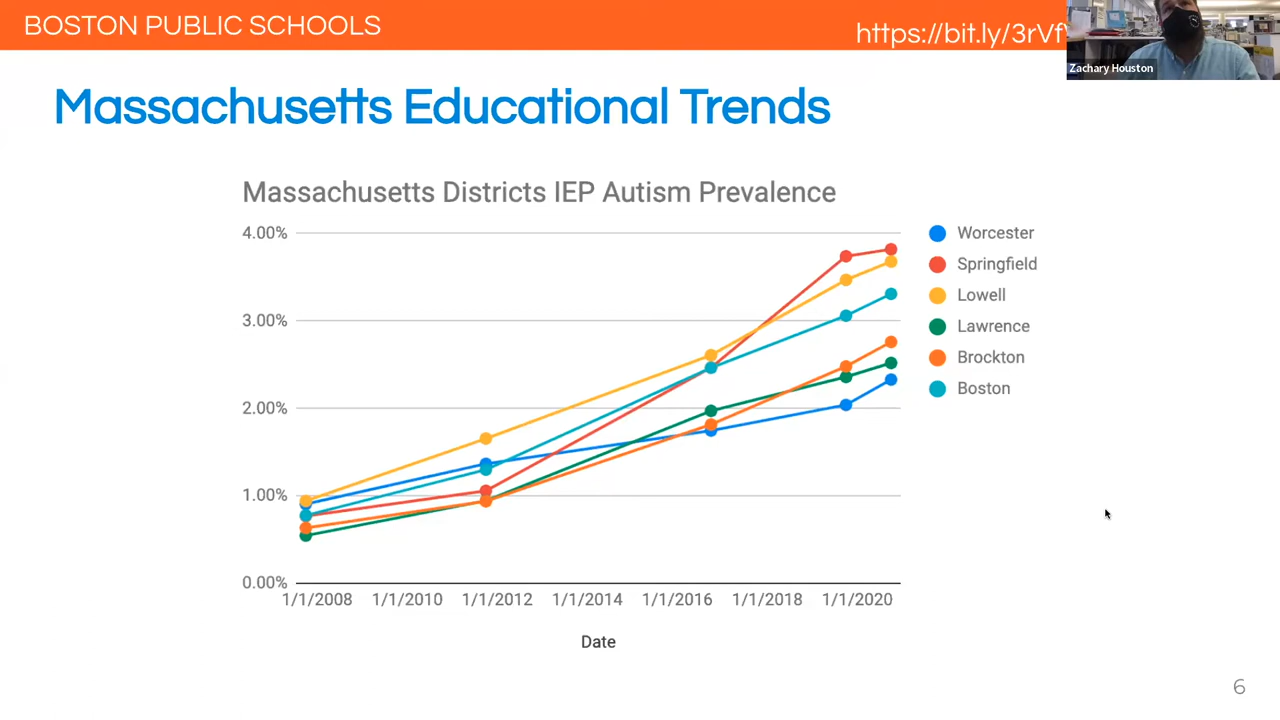 BOSTON PUBLIC SCHOOLS
https://bit.ly/3rVf
Zachary Houston
Massachusetts Educational Trends
Massachusetts Districts IEP Autism Prevalence
4.00%
3.00%
2.00%
1.00%
0.00%
1/1/2008 1/1/2010 1/1/2012 1/1/2014 1/1/2016 1/1/2018 1/1/2020
Date
Worcester
Springfield
Lowell
Lawrence
Brockton
Boston
6